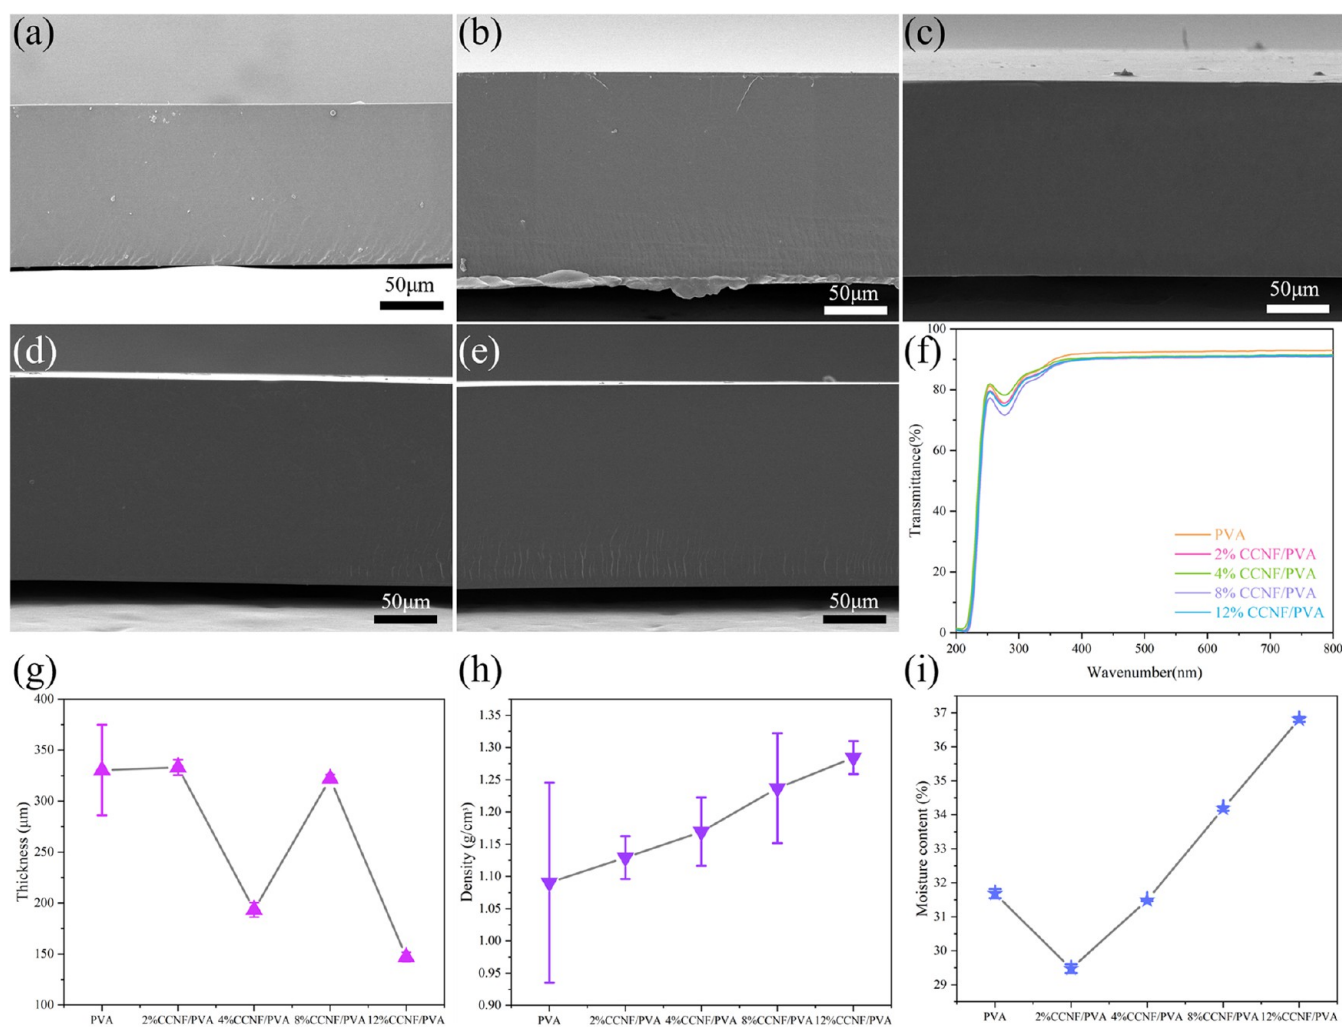 (a)
50μm
(b)
50μm
(c)
50μm
(d)
50μm
(e)
50μm
(f)
100
80
60
40
20
0
Transmittance(%)
PVA
2% CCNF/PVA
4% CCNF/PVA
8% CCNF/PVA
12% CCNF/PVA
200 300 400 500 600 700 800
Wavenumber(nm)
(g)
400
350
300
250
200
150
100
Thickness (μm)
PVA 2%CCNF/PVA 4%CCNF/PVA 8%CCNF/PVA 12%CCNF/PVA
(h)
1.35
1.30
1.25
1.20
1.15
1.10
1.05
1.00
0.95
0.90
Density (g/cm³)
PVA 2%CCNF/PVA 4%CCNF/PVA 8%CCNF/PVA 12%CCNF/PVA
(i)
37
36
35
34
33
32
31
30
29
Moisture content (%)
PVA 2%CCNF/PVA 4%CCNF/PVA 8%CCNF/PVA 12%CCNF/PVA